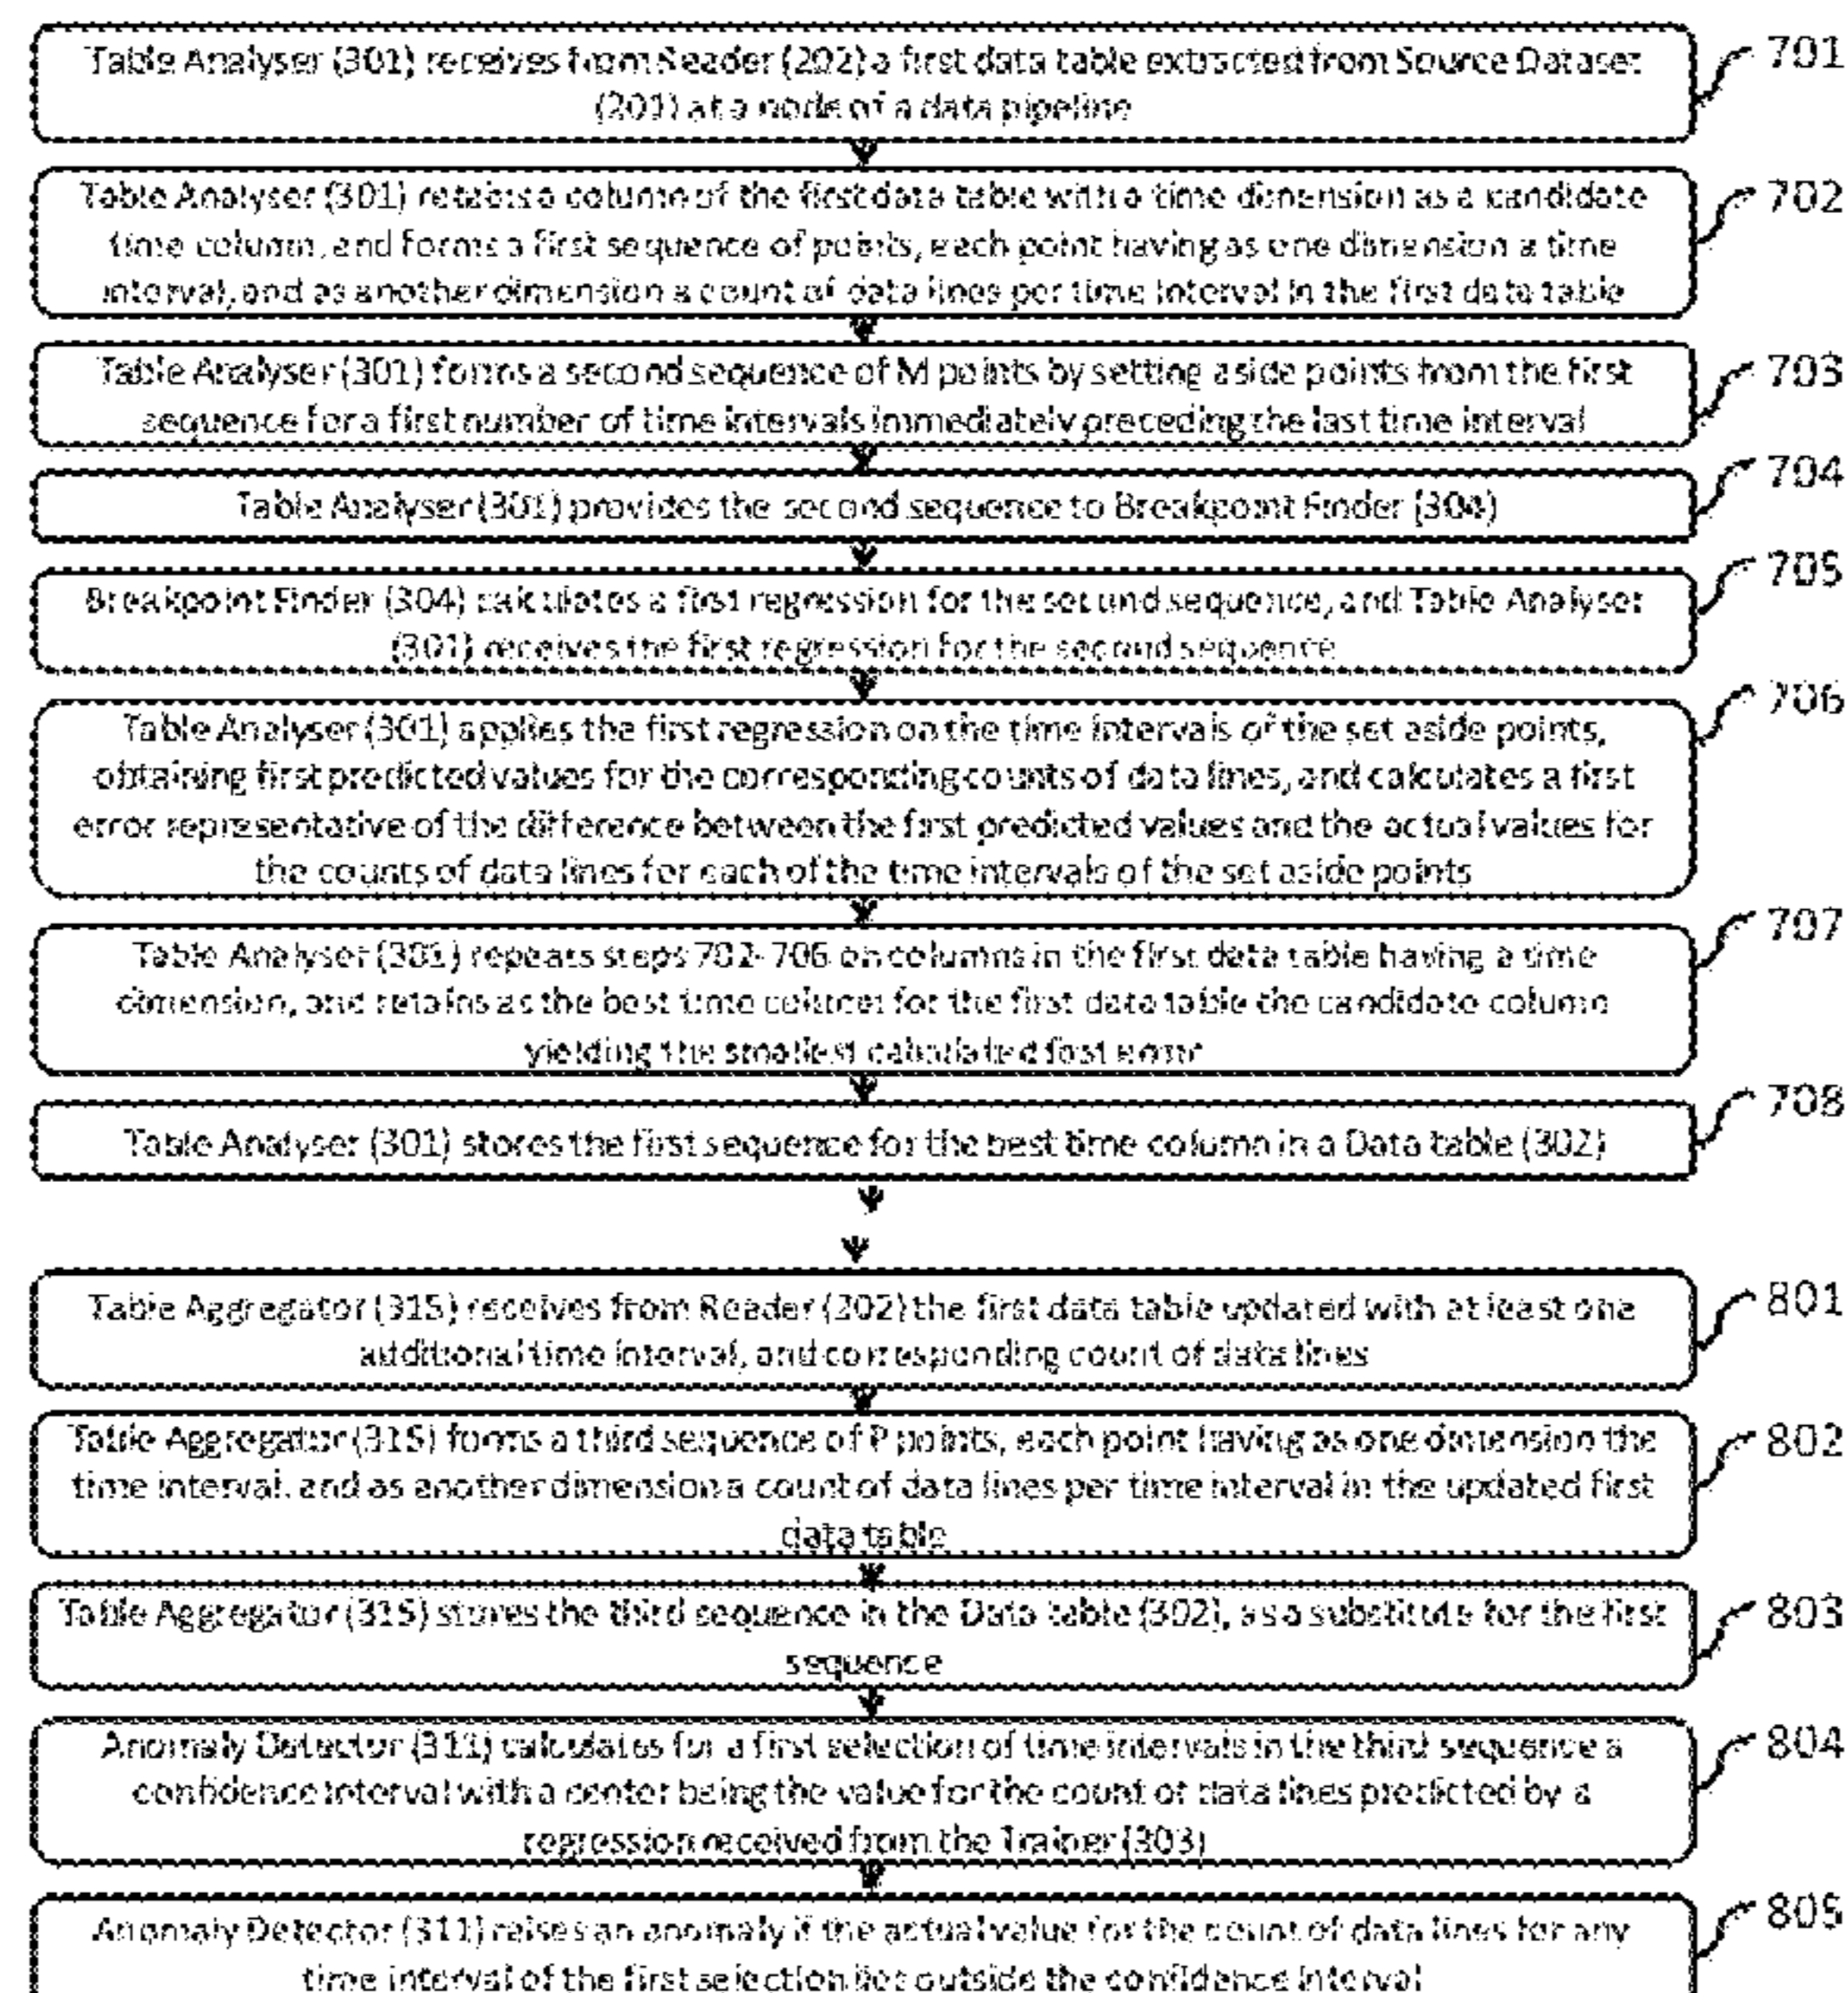 Table Analyser (301) receives from Reader (202) a first data table extracted from Source Dataset
(201) at a node of a data pipeline
701
Table Analyser (301) retains a column of the first data table with a time dimension as a candidate
time column, and forms a first sequence of points, each point having as one dimension a time
interval, and as another dimension a count of data lines per time interval in the first data table
702
Table Analyser (301) forms a second sequence of M points by setting aside points from the first
sequence for a first number of time intervals immediately preceding the last time interval
703
Table Analyser (301) provides the second sequence to Breakpoint Finder (304)
704
Breakpoint Finder (304) calculates a first regression for the second sequence, and Table Analyser
(301) receives the first regression for the second sequence
705
Table Analyser (301) applies the first regression on the time intervals of the set aside points,
obtaining first predicted values for the corresponding counts of data lines, and calculates a first
error representative of the difference between the first predicted values and the actual values for
the counts of data lines for each of the time intervals of the set aside points
706
Table Analyser (301) repeats steps 702-706 on columns in the first data table having a time
dimension, and retains as the best time column for the first data table the candidate column
yielding the smallest calculated first error
707
Table Analyser (301) stores the first sequence for the best time column in a Data table (302)
708
Table Aggregator (315) receives from Reader (202) the first data table updated with at least one
additional time interval, and corresponding count of data lines
801
Table Aggregator (315) forms a third sequence of P points, each point having as one dimension the
time interval, and as another dimension a count of data lines per time interval in the updated first
data table
802
Table Aggregator (315) stores the third sequence in the Data table (302), as a substitute for the first
sequence
803
Anomaly Detector (311) calculates for a first selection of time intervals in the third sequence a
confidence interval with a center being the value for the count of data lines predicted by a
regression received from the Trainer (303)
804
Anomaly Detector (311) raises an anomaly if the actual value for the count of data lines for any
time interval of the first selection lies outside the confidence interval
805